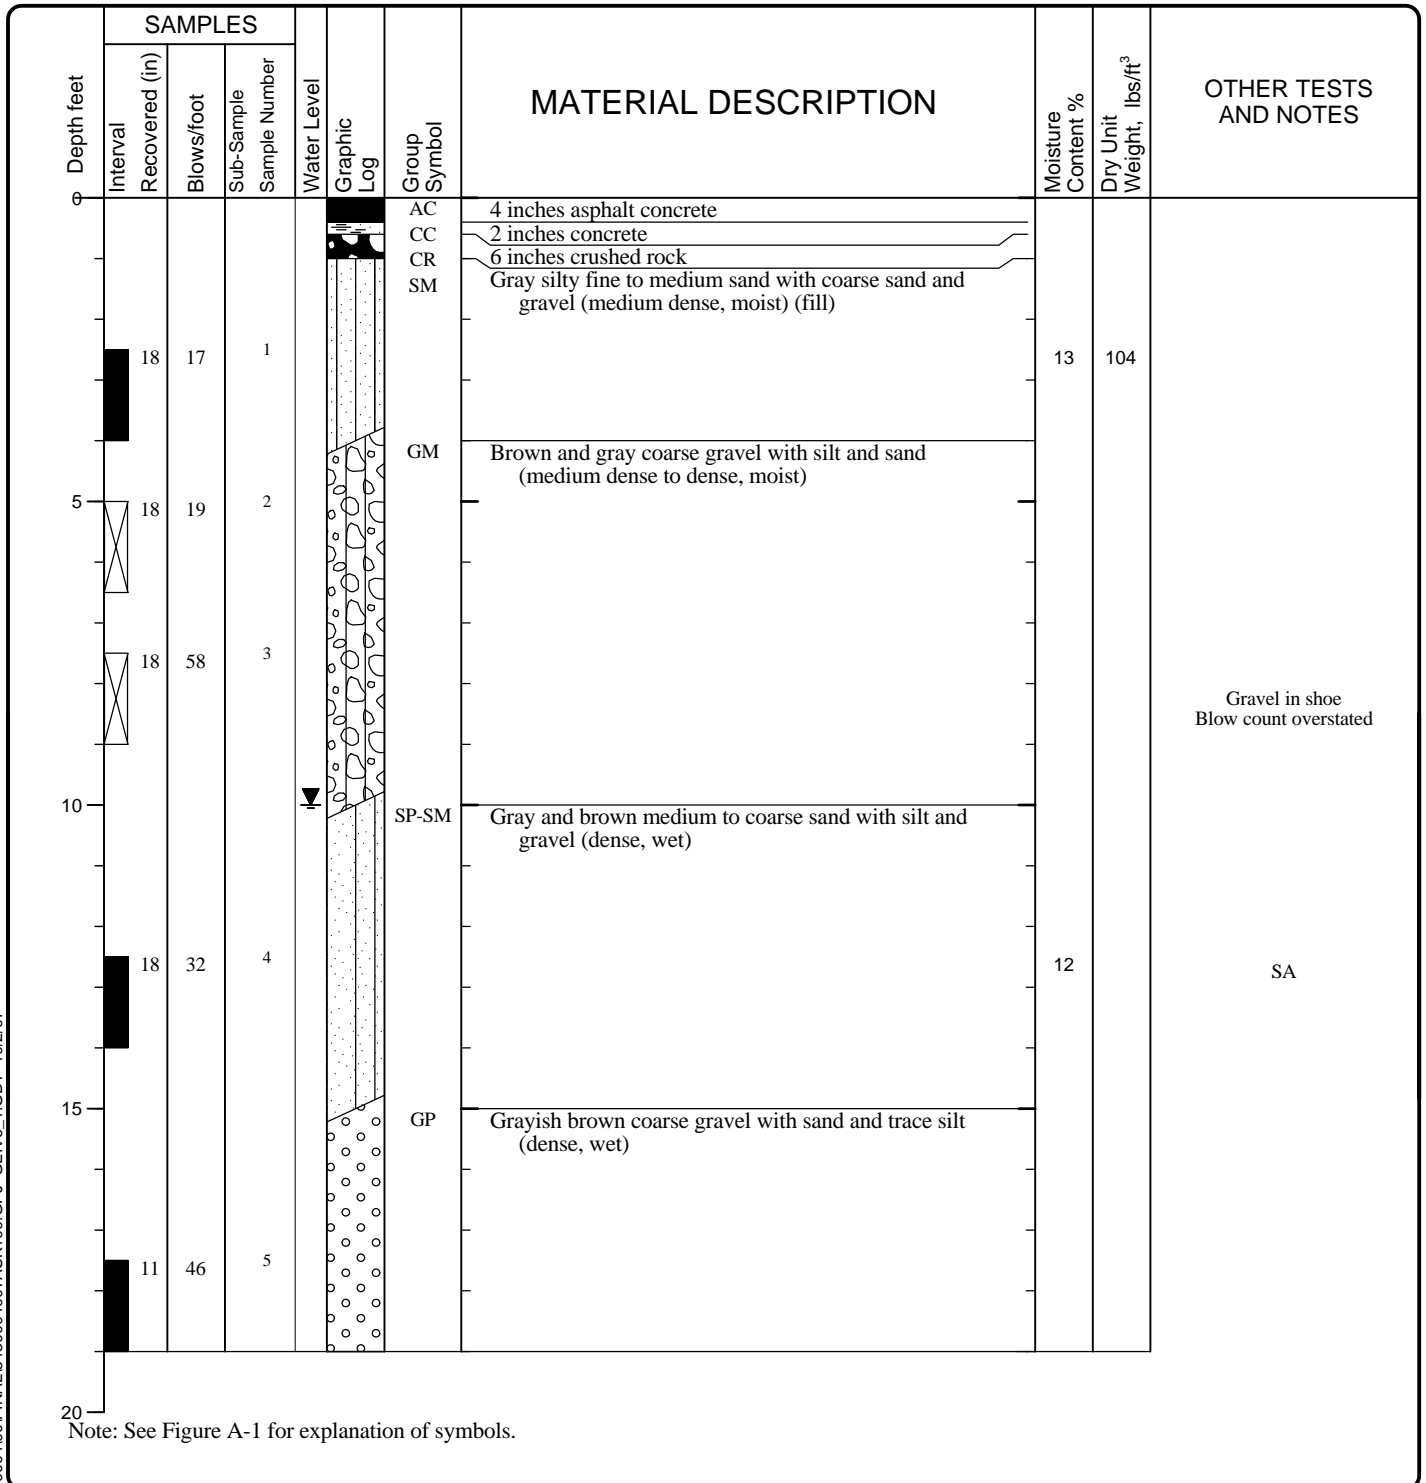 SAMPLES
Depth feet
Interval
Recovered (in)
Blows/foot
Sub-Sample
Sample Number
Water Level
Graphic
Log
Group
Symbol
MATERIAL DESCRIPTION
Moisture
Content %
Dry Unit
Weight, lbs/ft³
OTHER TESTS
AND NOTES
0
AC 4 inches asphalt concrete
CC 2 inches concrete
CR 6 inches crushed rock
SM Gray silty fine to medium sand with coarse sand and
gravel (medium dense, moist) (fill)
18 17 1 13 104
GM Brown and gray coarse gravel with silt and sand
(medium dense to dense, moist)
5 18 19 2
18 58 3
Gravel in shoe
Blow count overstated
10
SP-SM Gray and brown medium to coarse sand with silt and
gravel (dense, wet)
18 32 4 12 SA
15
GP Grayish brown coarse gravel with sand and trace silt
(dense, wet)
11 46 5
20
Note: See Figure A-1 for explanation of symbols.